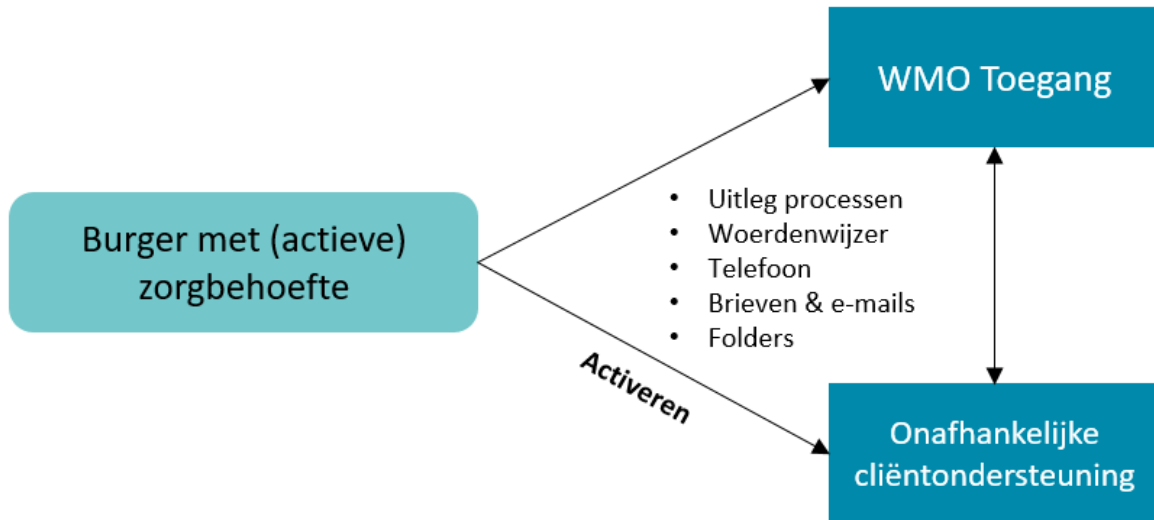 WMO Toegang
Burger met (actieve)
zorgbehoefte
• Uitleg processen
• Woerdenwijzer
• Telefoon
• Brieven & e-mails
• Folders
Activeren
Onafhankelijke
cliëntondersteuning